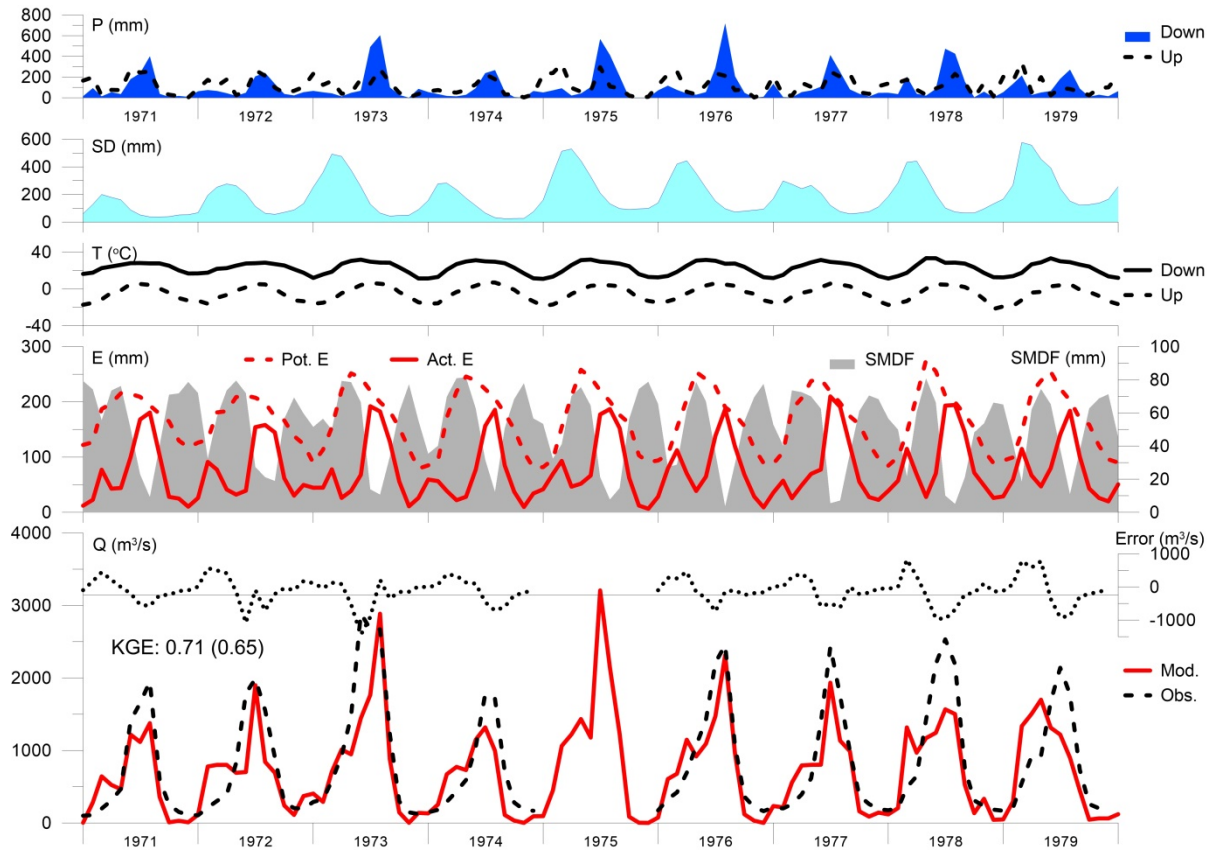 800
P (mm)
600
400
200
0
Down
Up
1971 1972 1973 1974 1975 1976 1977 1978 1979
600
SD (mm)
400
200
0
40
T (°C)
0
-40
Down
Up
300
E (mm)
Pot. E
Act. E
SMDF
SMDF (mm)
100
200
80
60
100
40
20
0
0
4000
Q (m³/s)
Error (m³/s)
1000
0
-1000
3000
KGE: 0.71 (0.65)
2000
Mod.
Obs.
1000
0
1971 1972 1973 1974 1975 1976 1977 1978 1979